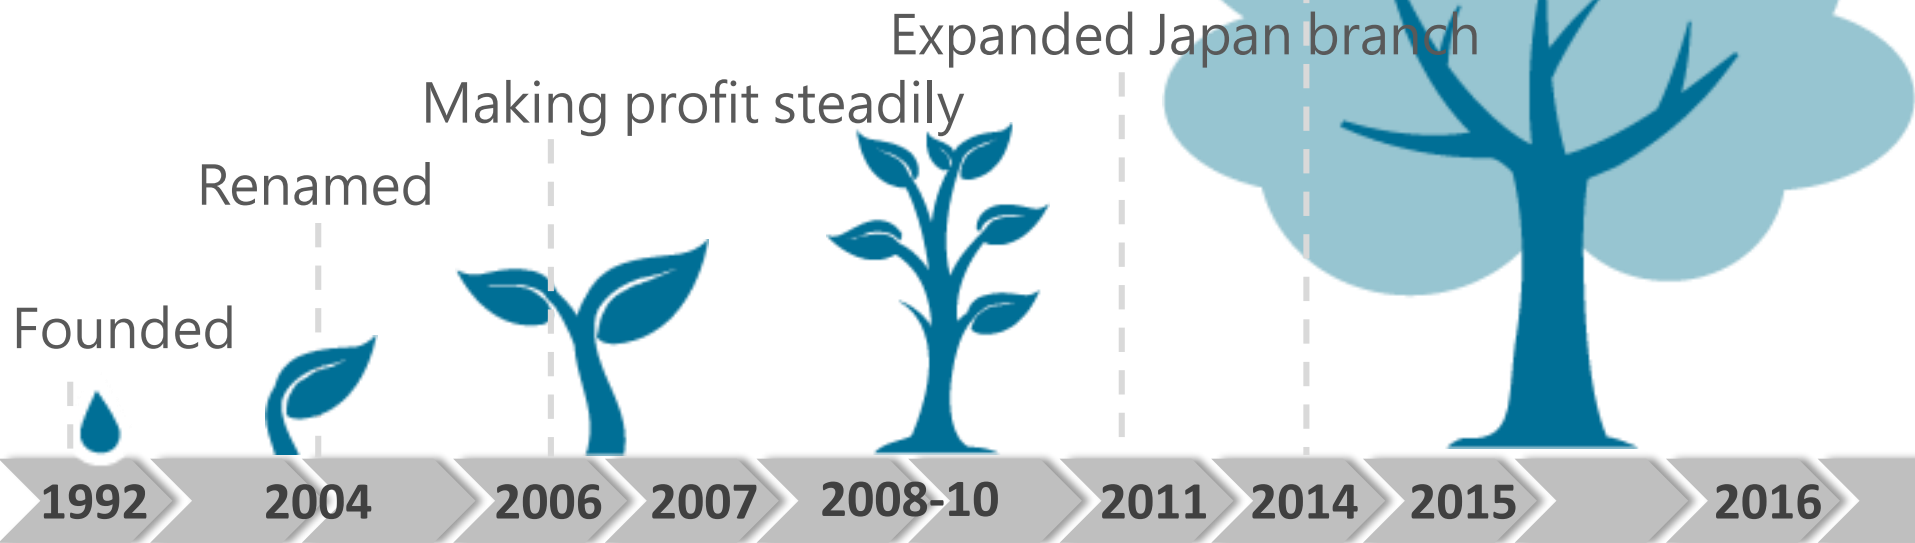 Expanded Japan branch
Making profit steadily
Renamed
Founded
1992 2004 2006 2007 2008-10 2011 2014 2015 2016